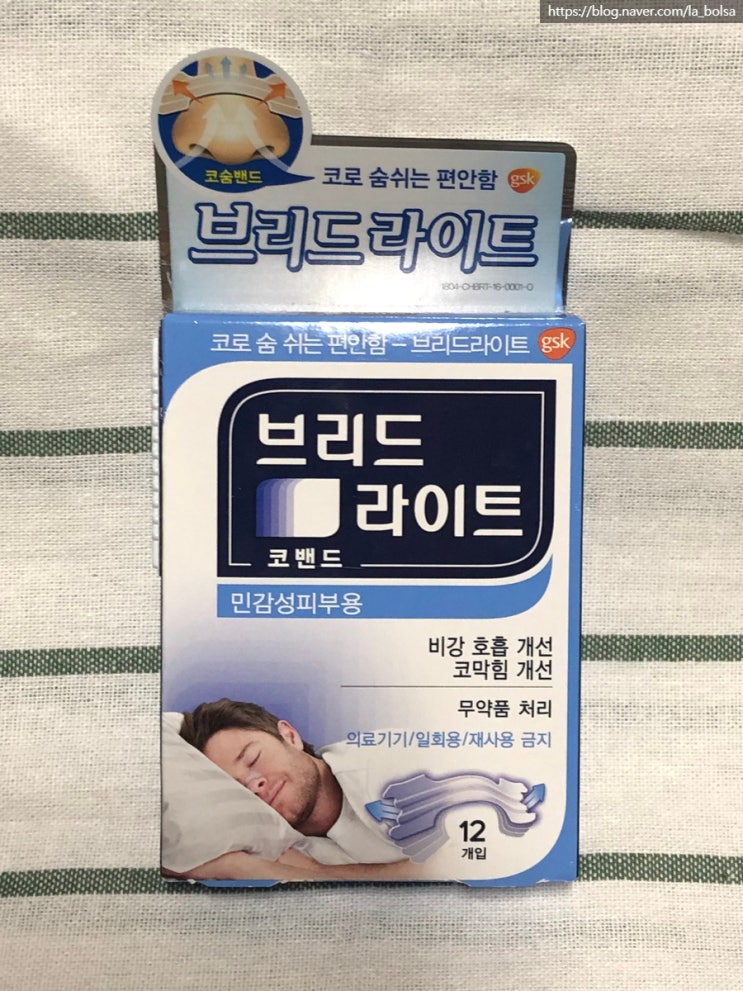 https://blog.naver.com/la_bolsa
코숨밴드
코로 숨쉬는 편안함 gsk
브리드라이트
1804-CHBRT-16-0001-O
코로 숨 쉬는 편안함 - 브리드라이트 gsk
브리드
라이트
코밴드
민감성피부용
비강 호흡 개선
코막힘 개선
무약품 처리
의료기기/일회용/재사용 금지
12
개입